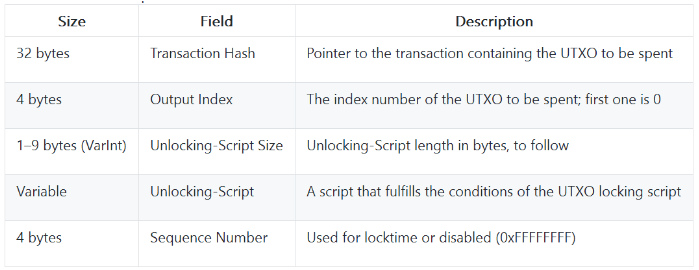 Size Field Description
32 bytes Transaction Hash Pointer to the transaction containing the UTXO to be spent
4 bytes Output Index The index number of the UTXO to be spent; first one is 0
1–9 bytes (VarInt) Unlocking-Script Size Unlocking-Script length in bytes, to follow
Variable Unlocking-Script A script that fulfills the conditions of the UTXO locking script
4 bytes Sequence Number Used for locktime or disabled (0xFFFFFFFF)